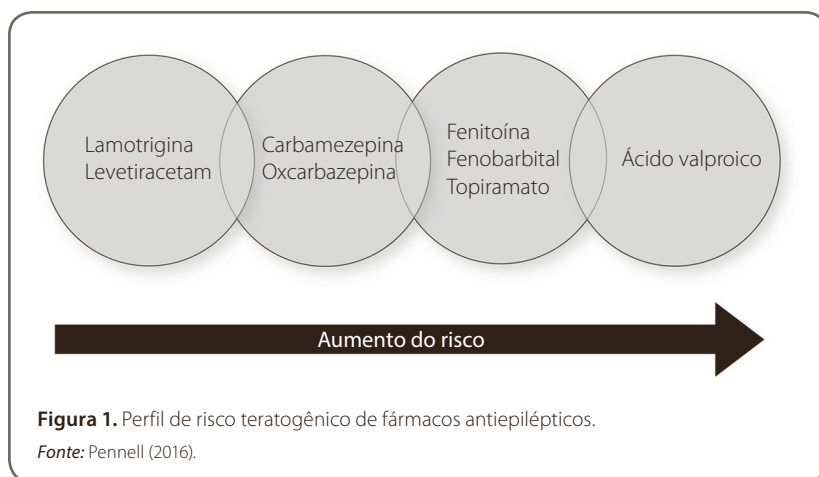 Lamotrigina
Levetiracetam
Carbamezepina
Oxcarbazepina
Fenitoína
Fenobarbital
Topiramato
Ácido valproico
Aumento do risco
Figura 1. Perfil de risco teratogênico de fármacos antiepilépticos.
Fonte: Pennell (2016).